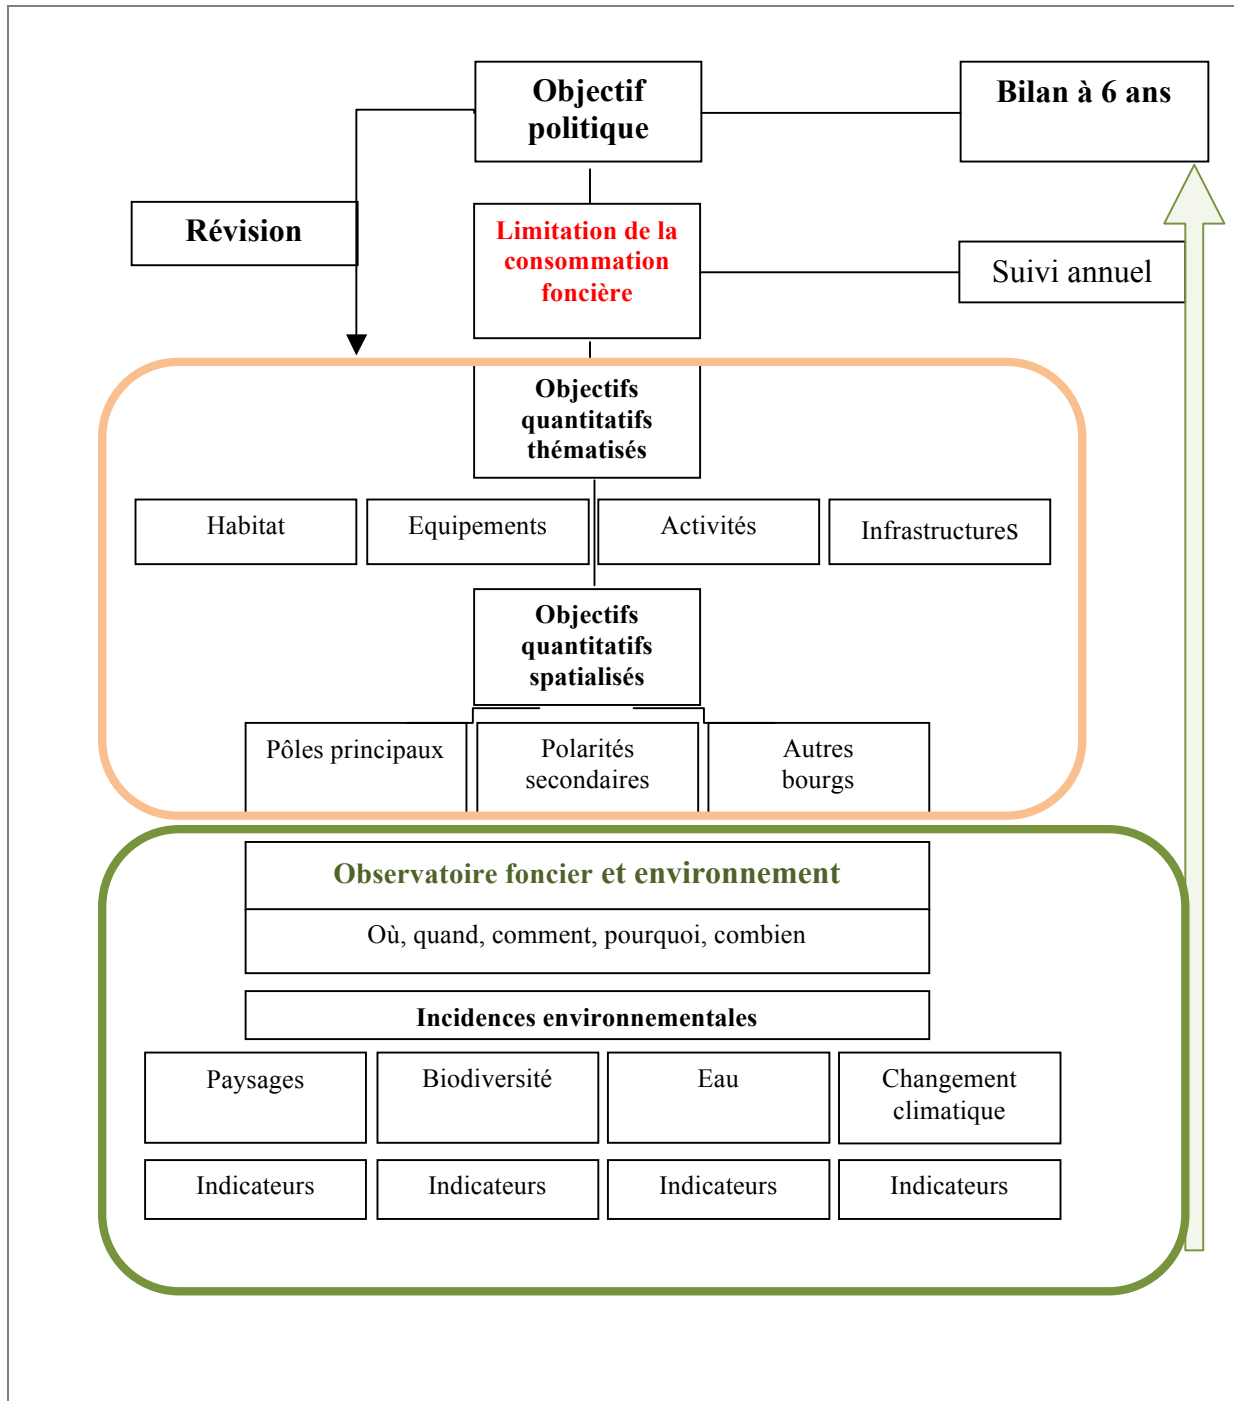 Objectif
politique
Bilan à 6 ans
Révision
Limitation de la
consommation
foncière
Suivi annuel
Objectifs
quantitatifs
thématisés
Habitat
Equipements
Activités
Infrastructures
Objectifs
quantitatifs
spatialisés
Pôles principaux
Polarités
secondaires
Autres
bourgs
Observatoire foncier et environnement
Où, quand, comment, pourquoi, combien
Incidences environnementales
Paysages
Biodiversité
Eau
Changement
climatique
Indicateurs
Indicateurs
Indicateurs
Indicateurs